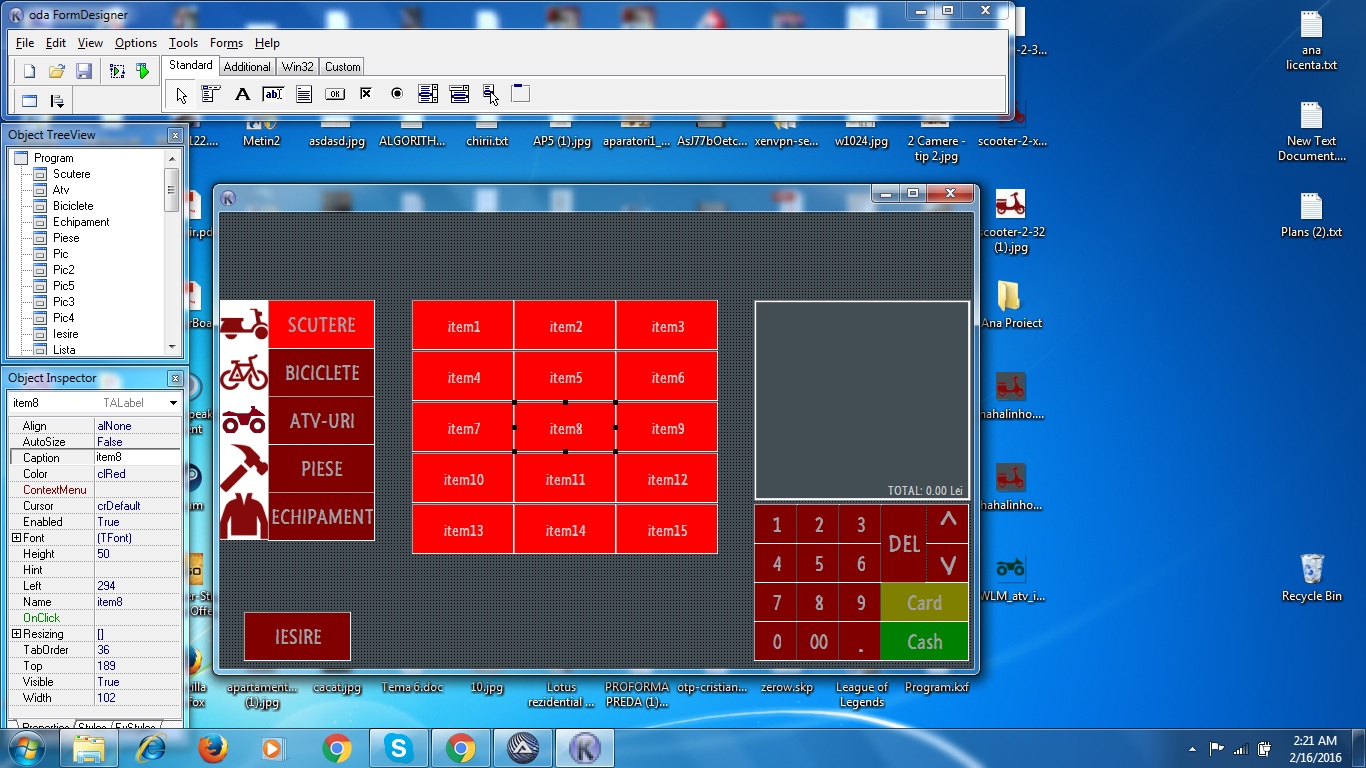 oda FormDesigner
File Edit View Options Tools Forms Help
Standard Additional Win32 Custom
Object TreeView
Program
Scutere
Atv
Biciclete
Echipament
Piese
Pic
Pic2
Pic5
Pic3
Pic4
Iesire
Lista
Object Inspector
item8 TALabel
Align alNone
AutoSize False
Caption item8
Color clRed
ContextMenu
Cursor crDefault
Enabled True
Font (TFont)
Height 50
Hint
Left 294
Name item8
OnClick
Resizing []
TabOrder 36
Top 189
Visible True
Width 102
Properties Styles ExStyles
122.... Metin2 asdasd.jpg ALGORITH... chirii.txt AP5 (1).jpg aparatori1_... AsJ77bOetc... xenvpn-se... w1024.jpg 2 Camere - tip 2.jpg scooter-2-x...
-2-3...
scooter-2-32 (1).jpg
Ana Proiect
nahalinho....
nahalinho....
WLM_atv_i...
ana licenta.txt
New Text Document....
Plans (2).txt
Recycle Bin
SCUTERE
BICICLETE
ATV-URI
PIESE
ECHIPAMENT
IESIRE
item1 item2 item3
item4 item5 item6
item7 item8 item9
item10 item11 item12
item13 item14 item15
TOTAL: 0.00 Lei
1 2 3 DEL
4 5 6
7 8 9 Card
0 00 . Cash
apartament... (1).jpg cacat.jpg Tema 6.doc 10.jpg Lotus rezidential ... PROFORMA PREDA (1)... otp-cristian... zerow.skp League of Legends Program.kxf
2:21 AM
2/16/2016